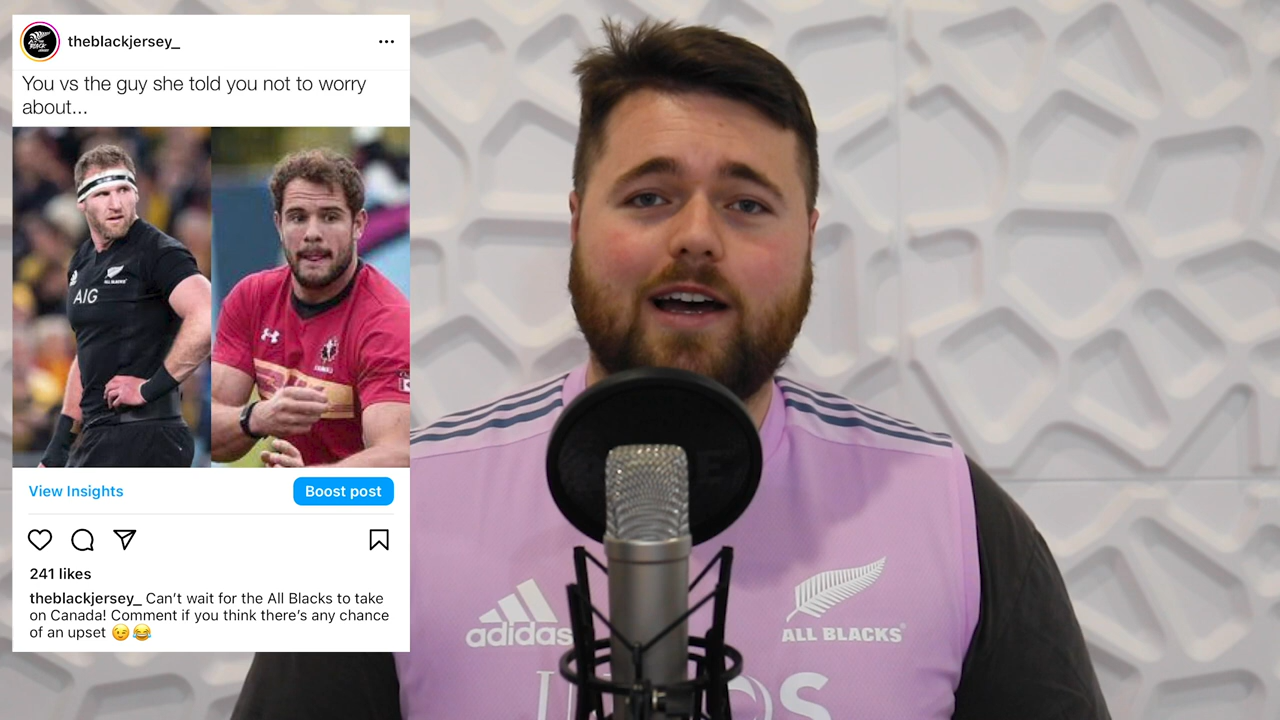 theblackjersey_
You vs the guy she told you not to worry
about...
ALL BLACKS
AIG
View Insights
Boost post
241 likes
theblackjersey_ Can't wait for the All Blacks to take
on Canada! Comment if you think there's any chance
of an upset 😉😂
adidas
ALL BLACKS